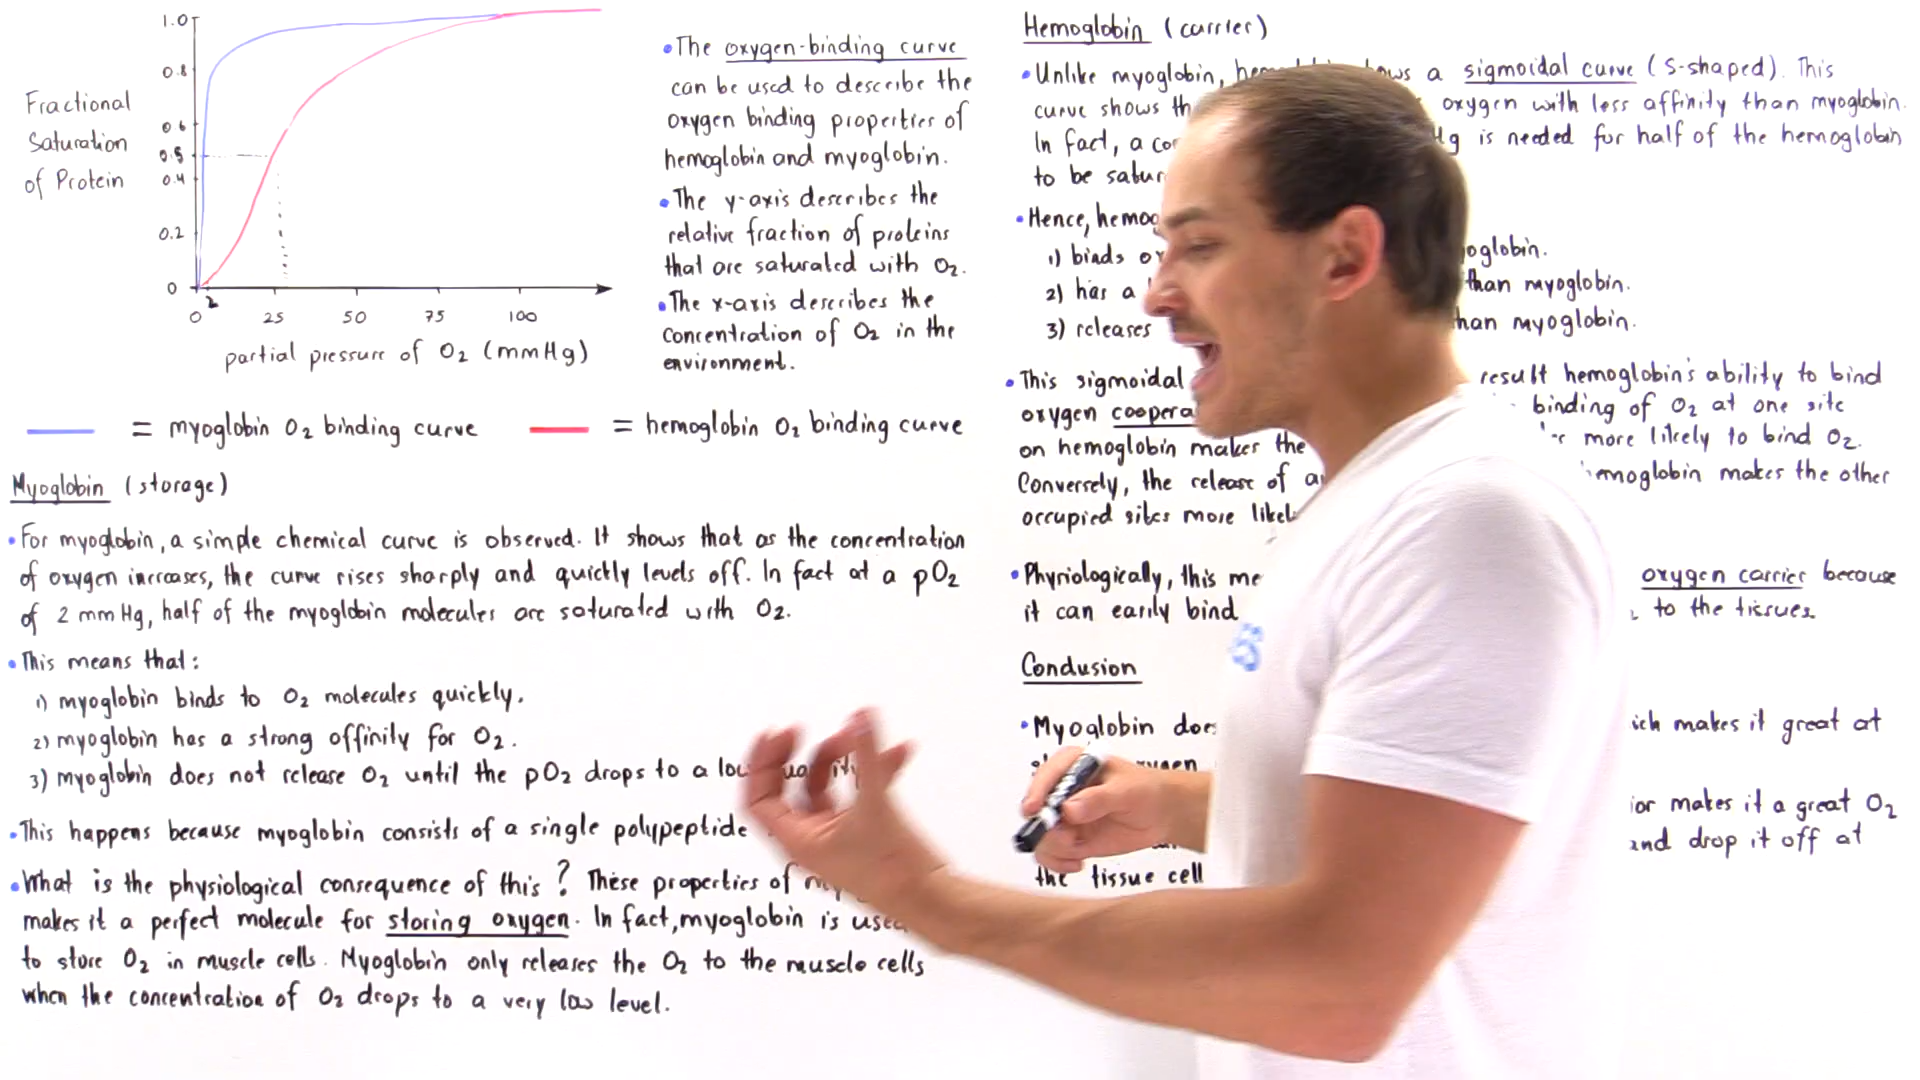 1.0
0.8
0.6
0.5
0.4
0.2
0
2
0 25 50 75 100
Fractional
Saturation
of Protein
partial pressure of O2 (mmHg)
= myoglobin O2 binding curve
= hemoglobin O2 binding curve
• The oxygen-binding curve
can be used to describe the
oxygen binding properties of
hemoglobin and myoglobin.
• The y-axis describes the
relative fraction of proteins
that are saturated with O2.
• The x-axis describes the
concentration of O2 in the
environment.
Myoglobin (storage)
• For myoglobin, a simple chemical curve is observed. It shows that as the concentration
of oxygen increases, the curve rises sharply and quickly levels off. In fact at a pO2
of 2 mmHg, half of the myoglobin molecules are saturated with O2.
• This means that:
1) myoglobin binds to O2 molecules quickly.
2) myoglobin has a strong affinity for O2.
3) myoglobin does not release O2 until the pO2 drops to a low
• This happens because myoglobin consists of a single polypeptide
• What is the physiological consequence of this? These properties of
makes it a perfect molecule for storing oxygen. In fact, myoglobin is used
to store O2 in muscle cells. Myoglobin only releases the O2 to the muscle cells
when the concentration of O2 drops to a very low level.
Hemoglobin (carrier)
• Unlike myoglobin, a sigmoidal curve (S-shaped). This
curve shows oxygen with less affinity than myoglobin.
In fact, a Hg is needed for half of the hemoglobin
to be
• Hence, myoglobin.
1) binds
2) has a than myoglobin.
3) releases than myoglobin.
• This sigmoidal result hemoglobin's ability to bind
oxygen binding of O2 at one site
on hemoglobin makes the more likely to bind O2.
Conversely, the release of hemoglobin makes the other
occupied sites more
• Physiologically, this oxygen carrier because
it can easily bind to the tissues.
Conclusion
• Myoglobin which makes it great at
makes it a great O2
and drop it off at
the tissue cell